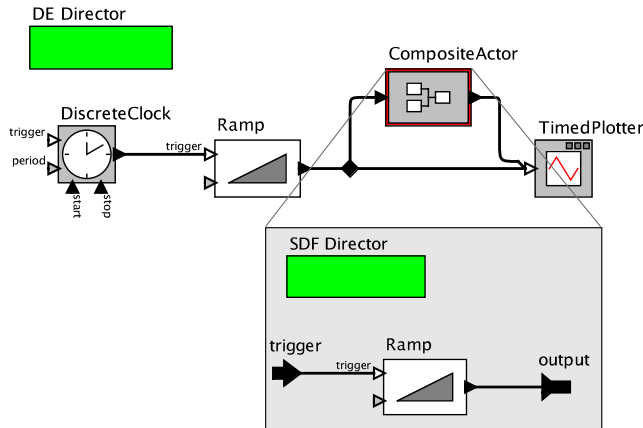 DE Director
CompositeActor
DiscreteClock
Ramp
TimedPlotter
trigger
trigger
period
start
stop
SDF Director
trigger
Ramp
output
trigger